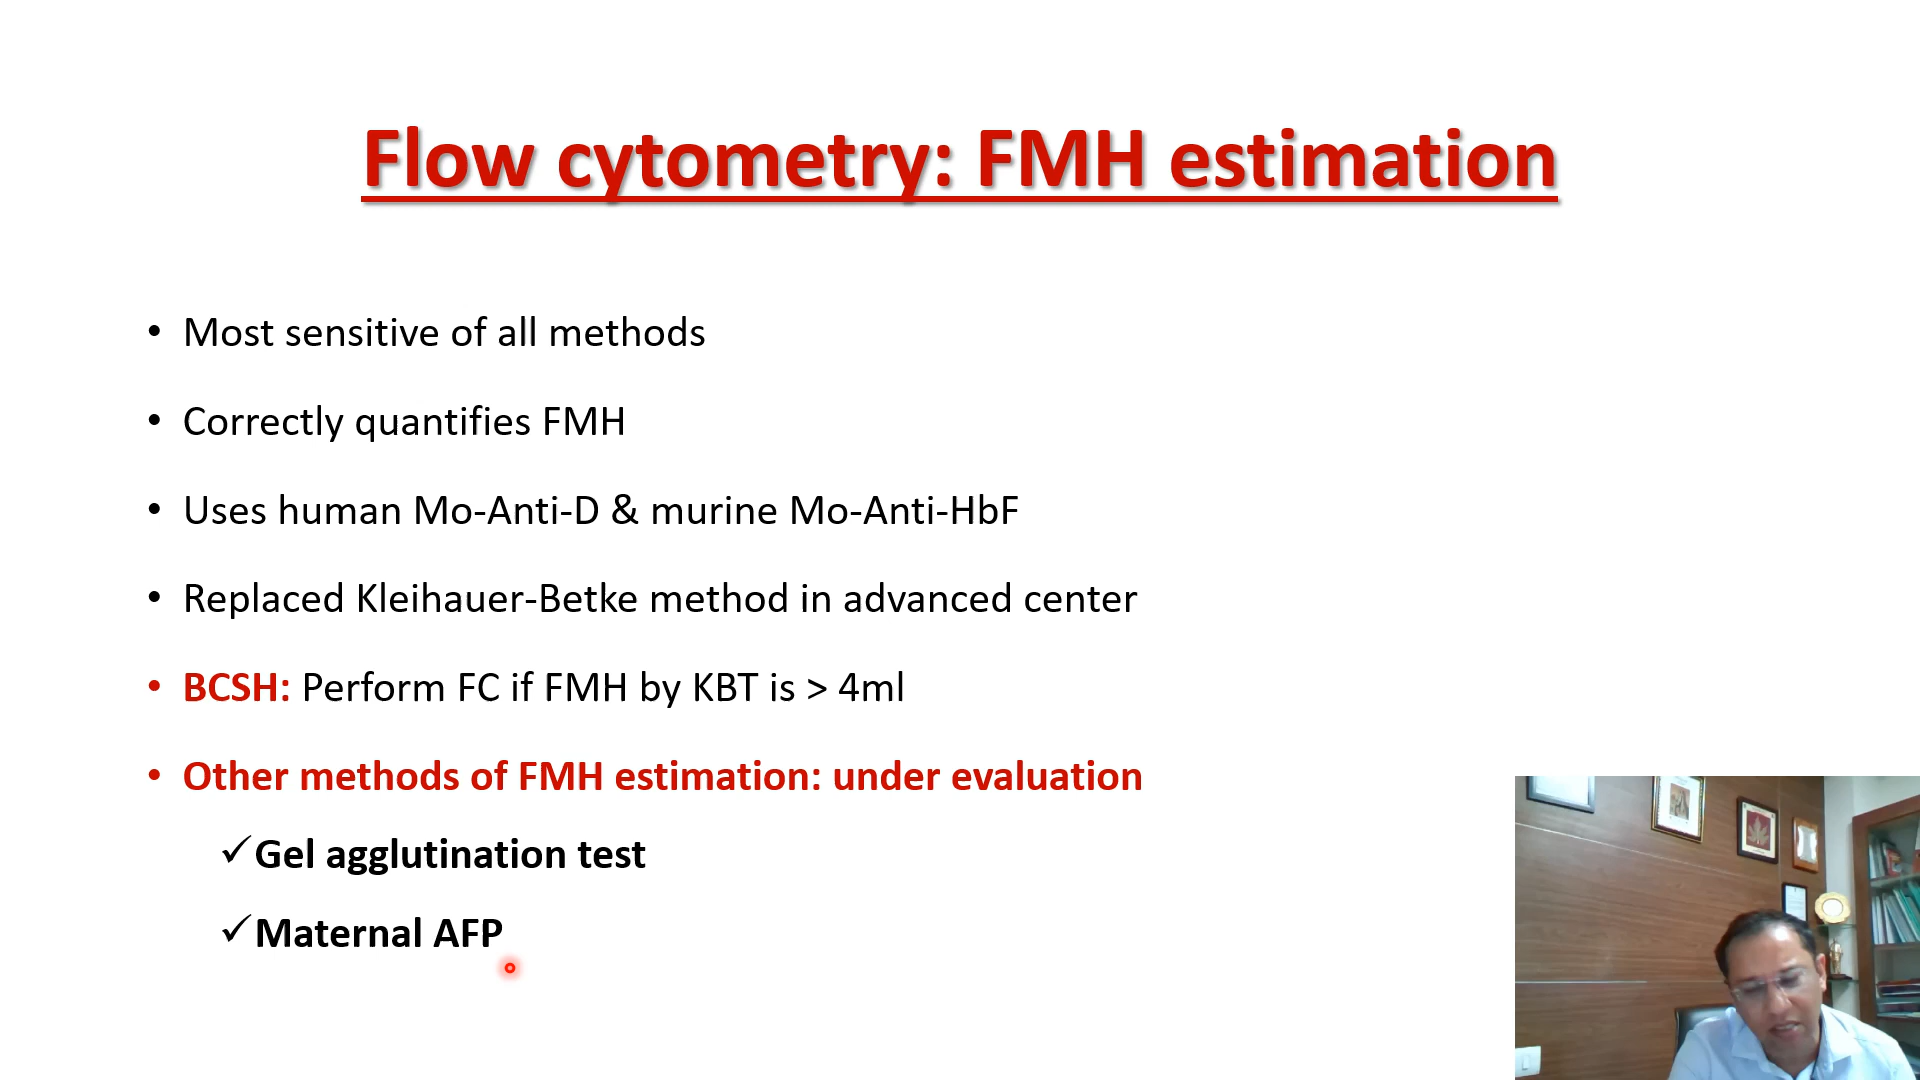 Flow cytometry: FMH estimation
• Most sensitive of all methods
• Correctly quantifies FMH
• Uses human Mo-Anti-D & murine Mo-Anti-HbF
• Replaced Kleihauer-Betke method in advanced center
• BCSH: Perform FC if FMH by KBT is > 4ml
• Other methods of FMH estimation: under evaluation
✓Gel agglutination test
✓Maternal AFP